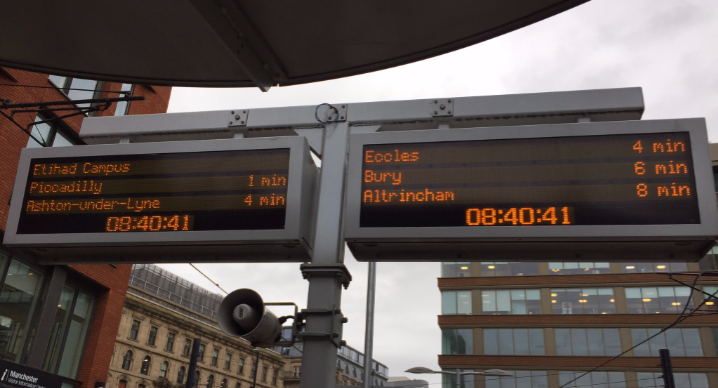 Etihad Campus
Piccadilly 1 min
Ashton-under-Lyne 4 min
08:40:41
Eccles 4 min
Bury 6 min
Altrincham 8 min
08:40:41
Manchester